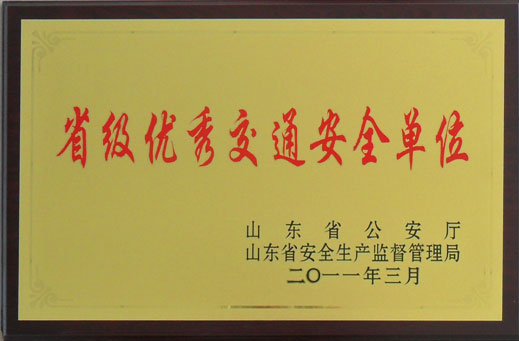 省级优秀交通安全单位
山东省公安厅
山东省安全生产监督管理局
二〇一一年三月